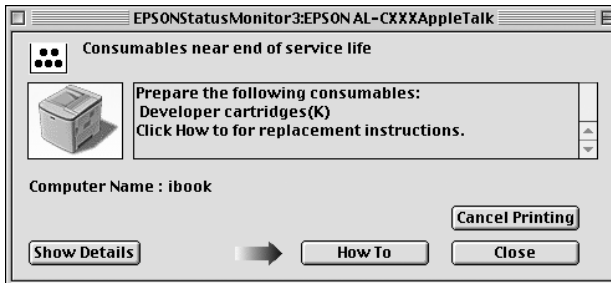 EPSONStatusMonitor3:EPSON AL-CXXXAppleTalk
Consumables near end of service life
Prepare the following consumables:
Developer cartridges(K)
Click How to for replacement instructions.
Computer Name : ibook
Cancel Printing
Show Details
How To
Close